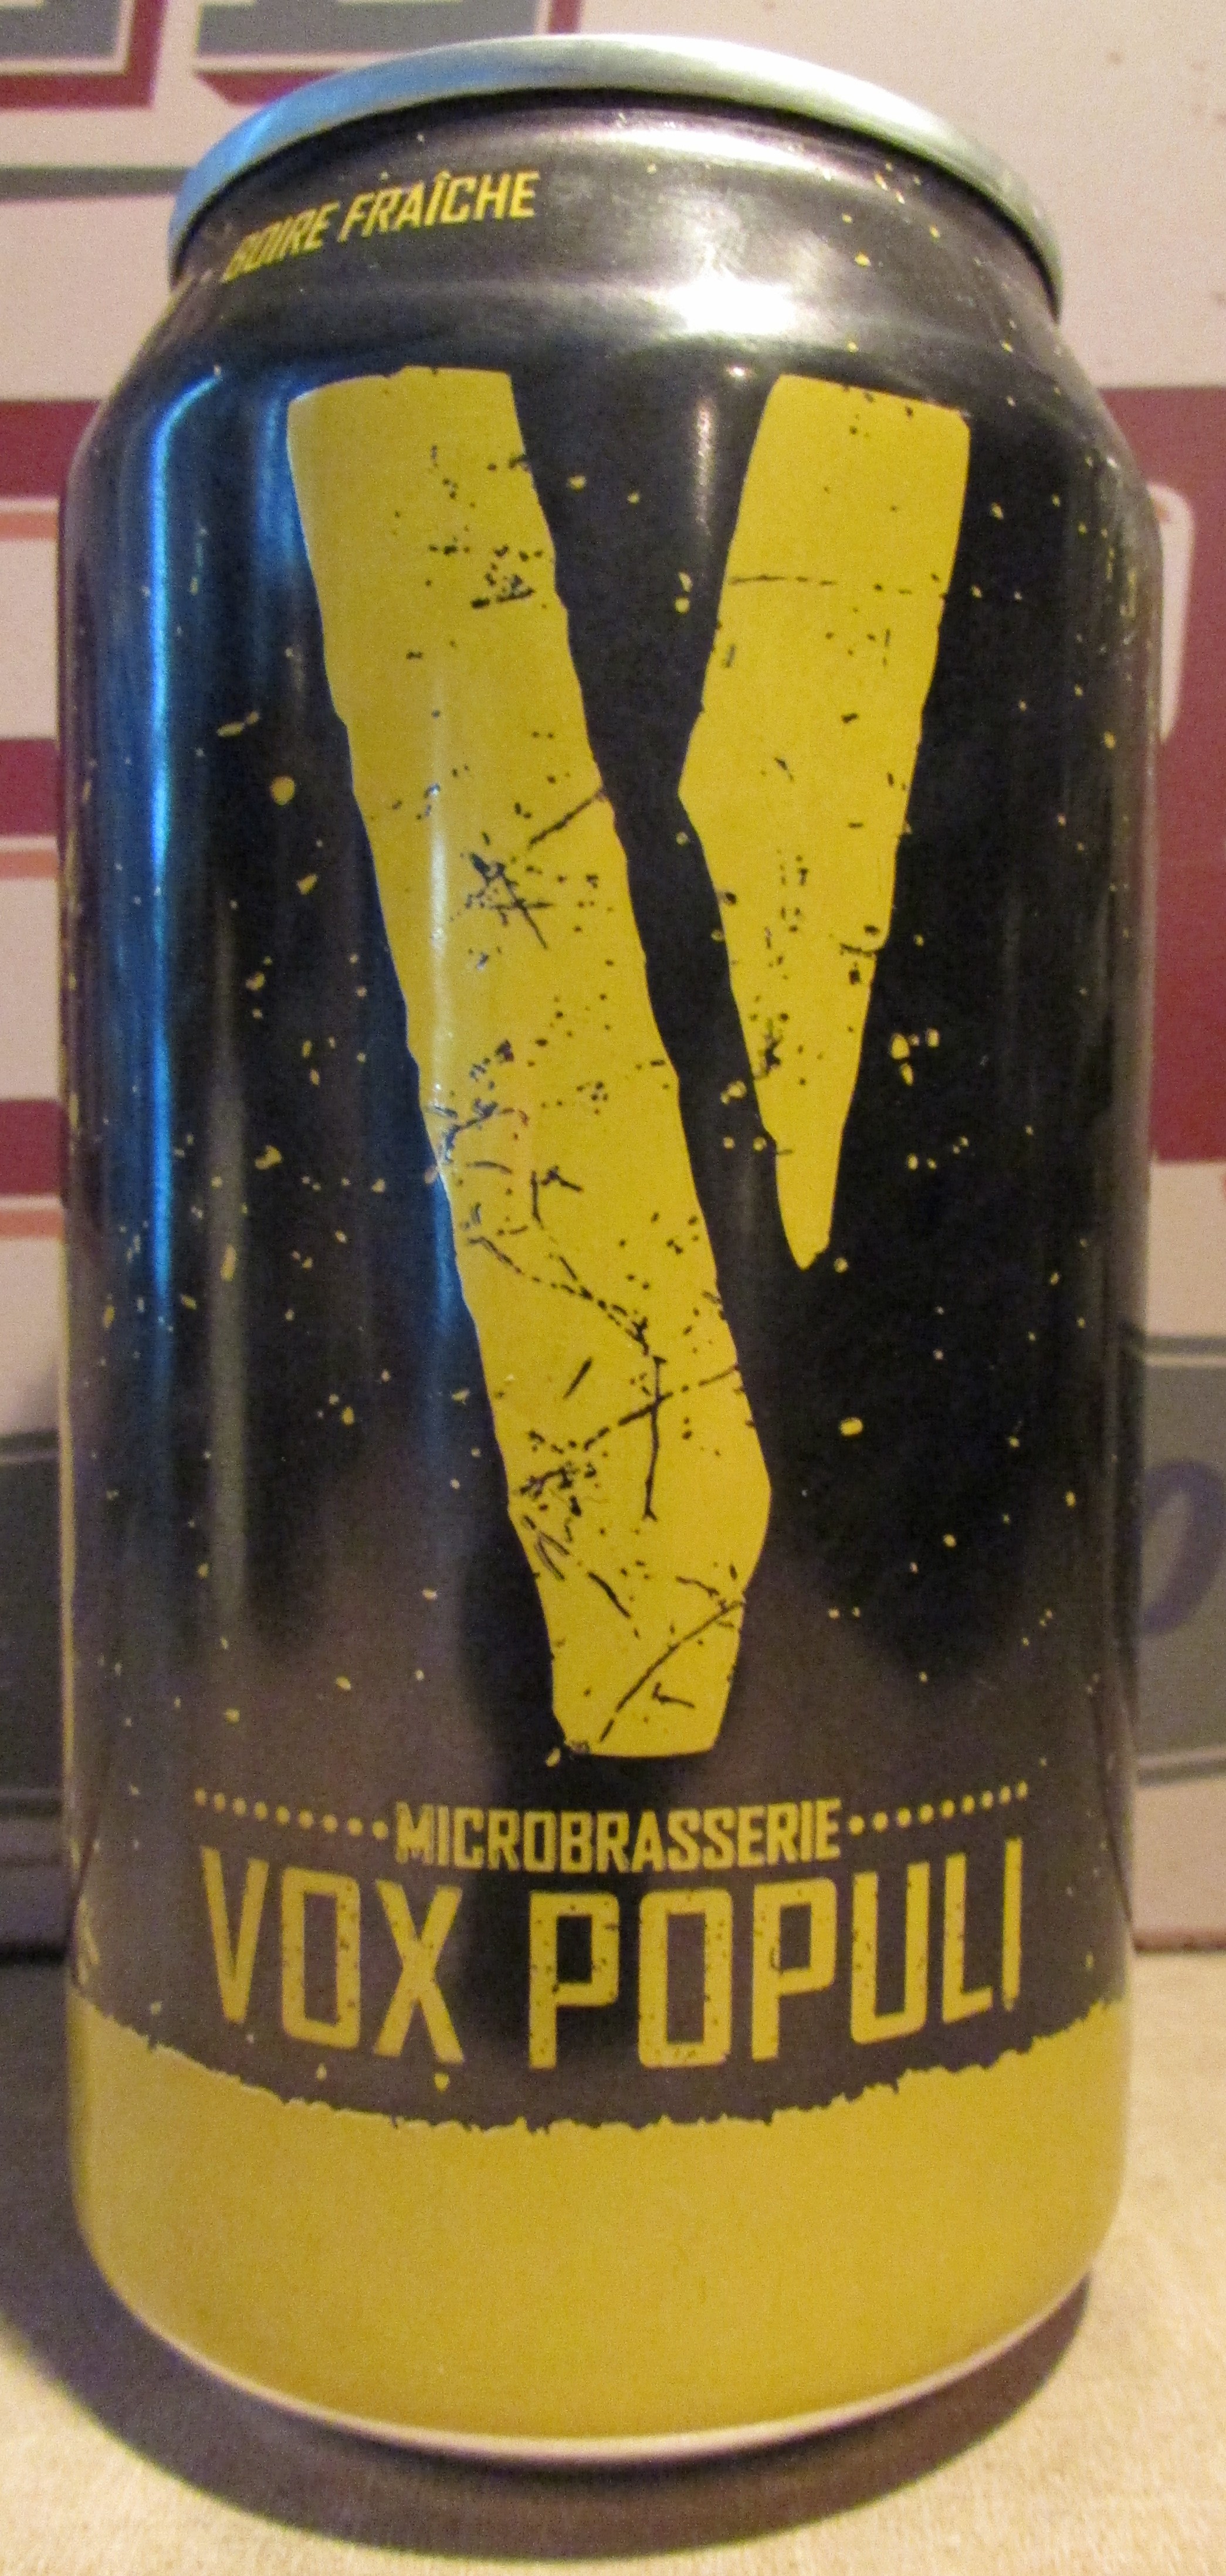 BOIRE FRAÎCHE
V
MICROBRASSERIE
VOX POPULI